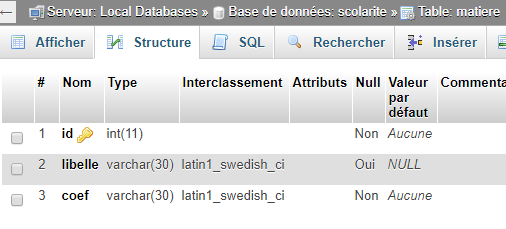 Serveur: Local Databases » Base de données: scolarite » Table: matiere
Afficher Structure SQL Rechercher Insérer
# Nom Type Interclassement Attributs Null Valeur par défaut Commenta
1 id int(11) Non Aucune
2 libelle varchar(30) latin1_swedish_ci Oui NULL
3 coef varchar(30) latin1_swedish_ci Non Aucune